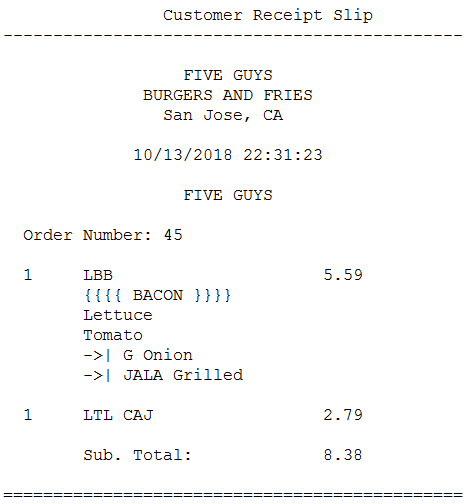 Customer Receipt Slip
----------------------------------------------
FIVE GUYS
BURGERS AND FRIES
San Jose, CA
10/13/2018 22:31:23
FIVE GUYS
Order Number: 45
1 LBB 5.59
{{{{ BACON }}}}
Lettuce
Tomato
->| G Onion
->| JALA Grilled
1 LTL CAJ 2.79
Sub. Total: 8.38
==============================================